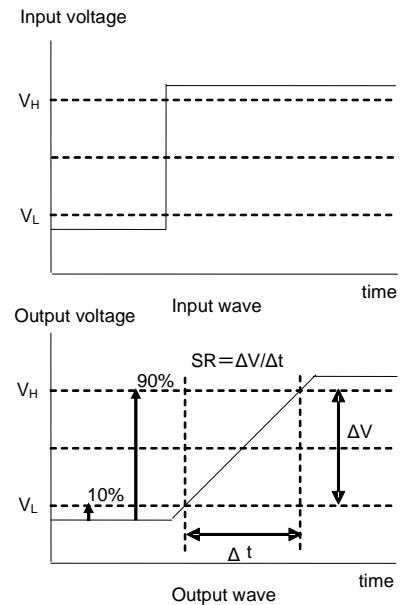 Input voltage
VH
VL
time
Input wave
Output voltage
SR=ΔV/Δt
VH
90%
ΔV
VL
10%
Δ t
time
Output wave